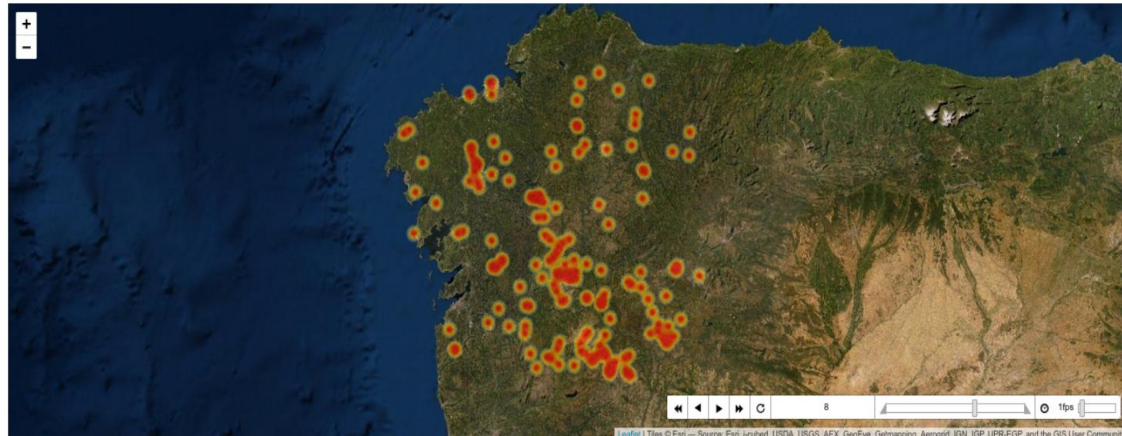 +
−
8
1fps
Leaflet | Tiles © Esri — Source: Esri, i-cubed, USDA, USGS, AEX, GeoEye, Getmapping, Aerogrid, IGN, IGP, UPR-EGP, and the GIS User Community